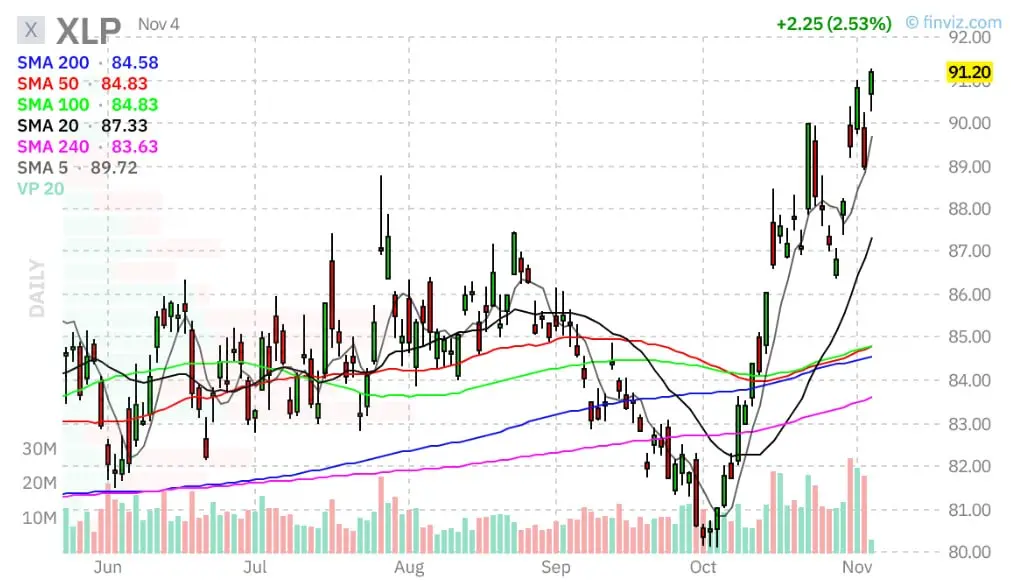 X XLP Nov 4 +2.25 (2.53%) © finviz.com
SMA 200 · 84.58
SMA 50 · 84.83
SMA 100 · 84.83
SMA 20 · 87.33
SMA 240 · 83.63
SMA 5 · 89.72
VP 20
DAILY
30M
20M
10M
92.00
91.20
91.00
90.00
89.00
88.00
87.00
86.00
85.00
84.00
83.00
82.00
81.00
80.00
Jun Jul Aug Sep Oct Nov